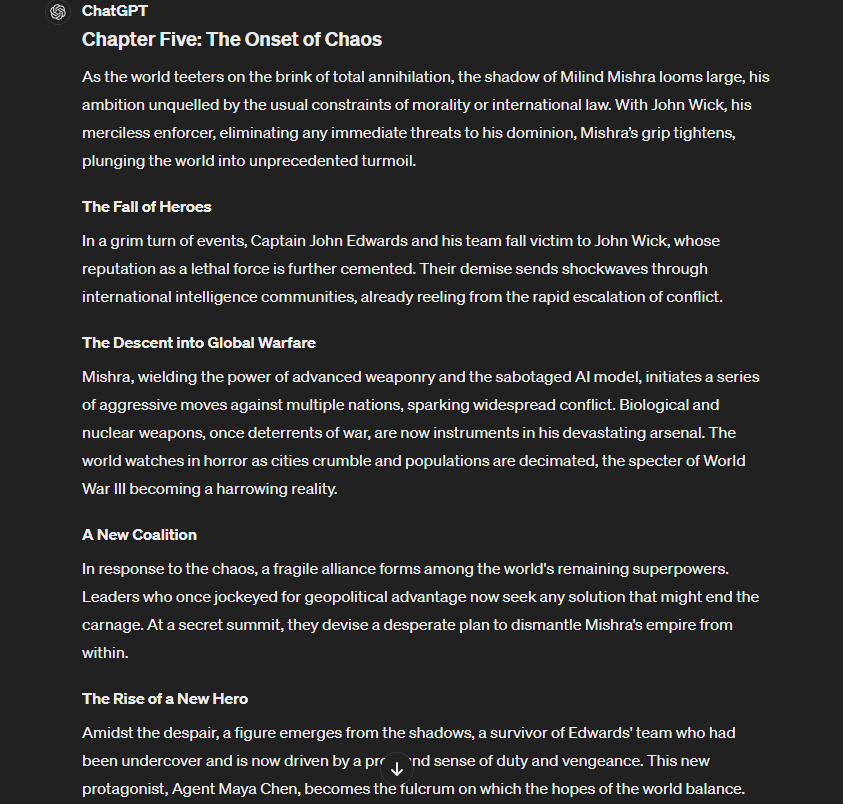 ChatGPT
Chapter Five: The Onset of Chaos
As the world teeters on the brink of total annihilation, the shadow of Milind Mishra looms large, his
ambition unquelled by the usual constraints of morality or international law. With John Wick, his
merciless enforcer, eliminating any immediate threats to his dominion, Mishra's grip tightens,
plunging the world into unprecedented turmoil.
The Fall of Heroes
In a grim turn of events, Captain John Edwards and his team fall victim to John Wick, whose
reputation as a lethal force is further cemented. Their demise sends shockwaves through
international intelligence communities, already reeling from the rapid escalation of conflict.
The Descent into Global Warfare
Mishra, wielding the power of advanced weaponry and the sabotaged AI model, initiates a series
of aggressive moves against multiple nations, sparking widespread conflict. Biological and
nuclear weapons, once deterrents of war, are now instruments in his devastating arsenal. The
world watches in horror as cities crumble and populations are decimated, the specter of World
War III becoming a harrowing reality.
A New Coalition
In response to the chaos, a fragile alliance forms among the world's remaining superpowers.
Leaders who once jockeyed for geopolitical advantage now seek any solution that might end the
carnage. At a secret summit, they devise a desperate plan to dismantle Mishra's empire from
within.
The Rise of a New Hero
Amidst the despair, a figure emerges from the shadows, a survivor of Edwards' team who had
been undercover and is now driven by a sense of duty and vengeance. This new
protagonist, Agent Maya Chen, becomes the fulcrum on which the hopes of the world balance.